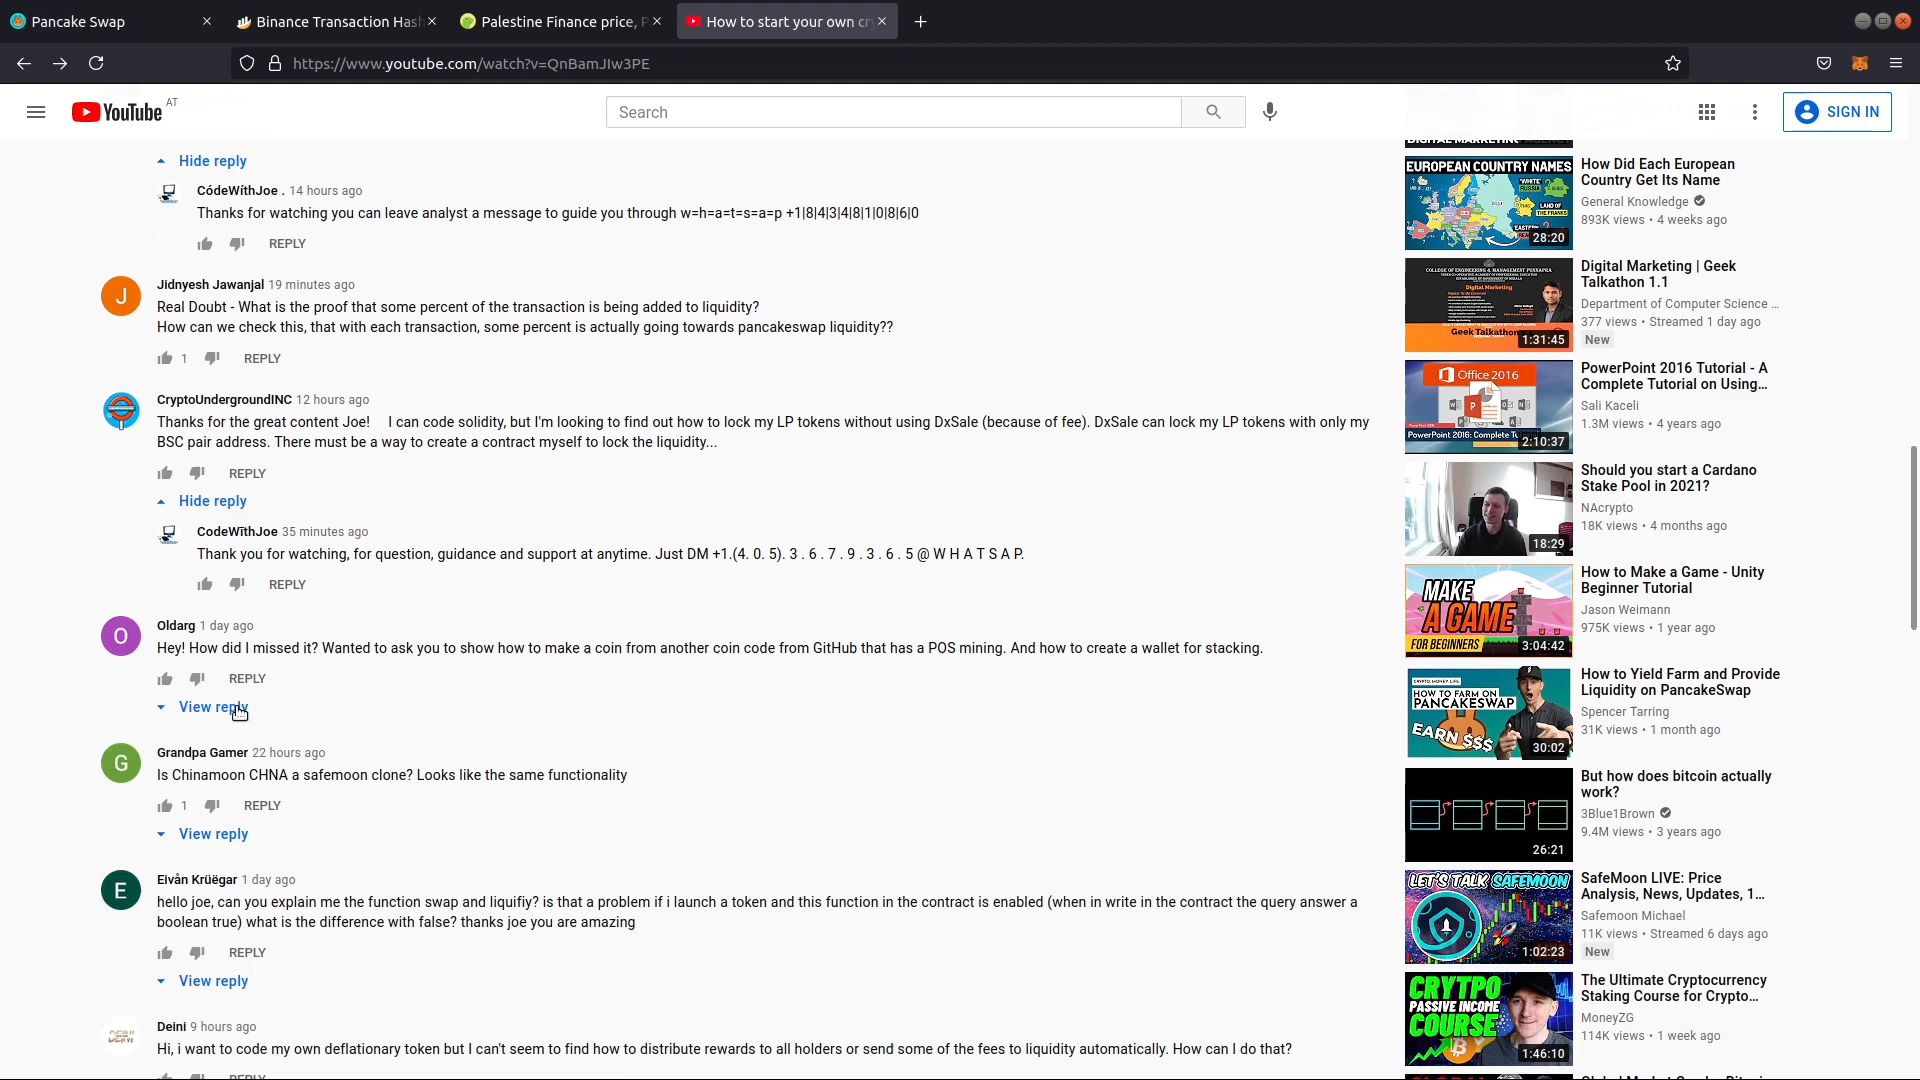 Pancake Swap
Binance Transaction Hash
Palestine Finance price, P
How to start your own cry
https://www.youtube.com/watch?v=QnBamJIw3PE
YouTube AT
Search
SIGN IN
Hide reply
CódeWíthJoe . 14 hours ago
Thanks for watching you can leave analyst a message to guide you through w=h=a=t=s=a=p +1|8|4|3|4|8|1|0|8|6|0
REPLY
J
Jidnyesh Jawanjal 19 minutes ago
Real Doubt - What is the proof that some percent of the transaction is being added to liquidity?
How can we check this, that with each transaction, some percent is actually going towards pancakeswap liquidity??
1 REPLY
CryptoUndergroundINC 12 hours ago
Thanks for the great content Joe! I can code solidity, but I'm looking to find out how to lock my LP tokens without using DxSale (because of fee). DxSale can lock my LP tokens with only my
BSC pair address. There must be a way to create a contract myself to lock the liquidity...
REPLY
Hide reply
CodeWīthJoe 35 minutes ago
Thank you for watching, for question, guidance and support at anytime. Just DM +1.(4. 0. 5). 3 . 6 . 7 . 9 . 3 . 6 . 5 @ W H A T S A P.
REPLY
O
Oldarg 1 day ago
Hey! How did I missed it? Wanted to ask you to show how to make a coin from another coin code from GitHub that has a POS mining. And how to create a wallet for stacking.
REPLY
View reply
G
Grandpa Gamer 22 hours ago
Is Chinamoon CHNA a safemoon clone? Looks like the same functionality
1 REPLY
View reply
E
Eivån Krüëgar 1 day ago
hello joe, can you explain me the function swap and liquifiy? is that a problem if i launch a token and this function in the contract is enabled (when in write in the contract the query answer a
boolean true) what is the difference with false? thanks joe you are amazing
REPLY
View reply
DEINI
Deini 9 hours ago
Hi, i want to code my own deflationary token but I can't seem to find how to distribute rewards to all holders or send some of the fees to liquidity automatically. How can I do that?
REPLY
EUROPEAN COUNTRY NAMES
'WHITE' RUSSIA
LAND OF THE FRANKS
28:20
How Did Each European
Country Get Its Name
General Knowledge
893K views • 4 weeks ago
COLLEGE OF ENGINEERING & MANAGEMENT PUNNAPRA
Digital Marketing
Geek Talkathon
1:31:45
Digital Marketing | Geek
Talkathon 1.1
Department of Computer Science ...
377 views • Streamed 1 day ago
New
Office 2016
PowerPoint 2016: Complete
2:10:37
PowerPoint 2016 Tutorial - A
Complete Tutorial on Using...
Sali Kaceli
1.3M views • 4 years ago
18:29
Should you start a Cardano
Stake Pool in 2021?
NAcrypto
18K views • 4 months ago
MAKE
A GAME
FOR BEGINNERS
3:04:42
How to Make a Game - Unity
Beginner Tutorial
Jason Weimann
975K views • 1 year ago
CRYPTO. MONEY. LIFE.
HOW TO FARM ON
PANCAKESWAP
EARN $$$
30:02
How to Yield Farm and Provide
Liquidity on PancakeSwap
Spencer Tarring
31K views • 1 month ago
26:21
But how does bitcoin actually
work?
3Blue1Brown
9.4M views • 3 years ago
LET'S TALK SAFEMOON
1:02:23
SafeMoon LIVE: Price
Analysis, News, Updates, 1...
Safemoon Michael
11K views • Streamed 6 days ago
New
CRYTPO
PASSIVE INCOME
COURSE
1:46:10
The Ultimate Cryptocurrency
Staking Course for Crypto...
MoneyZG
114K views • 1 week ago